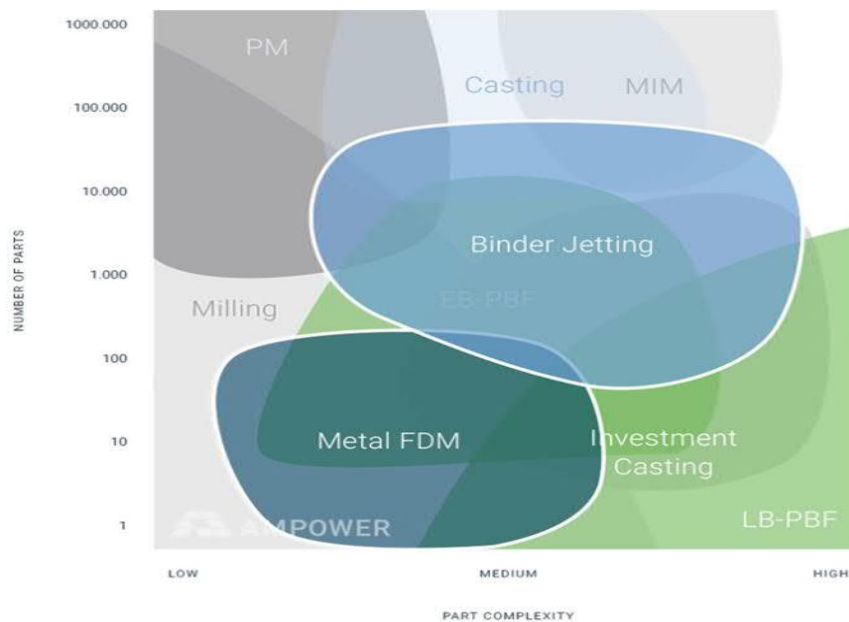 1000.000
PM
Casting
MIM
100.000
10.000
Binder Jetting
1.000
EB-PBF
Milling
NUMBER OF PARTS
100
Metal FDM
Investment
Casting
10
1
AMPOWER
LB-PBF
LOW
MEDIUM
HIGH
PART COMPLEXITY